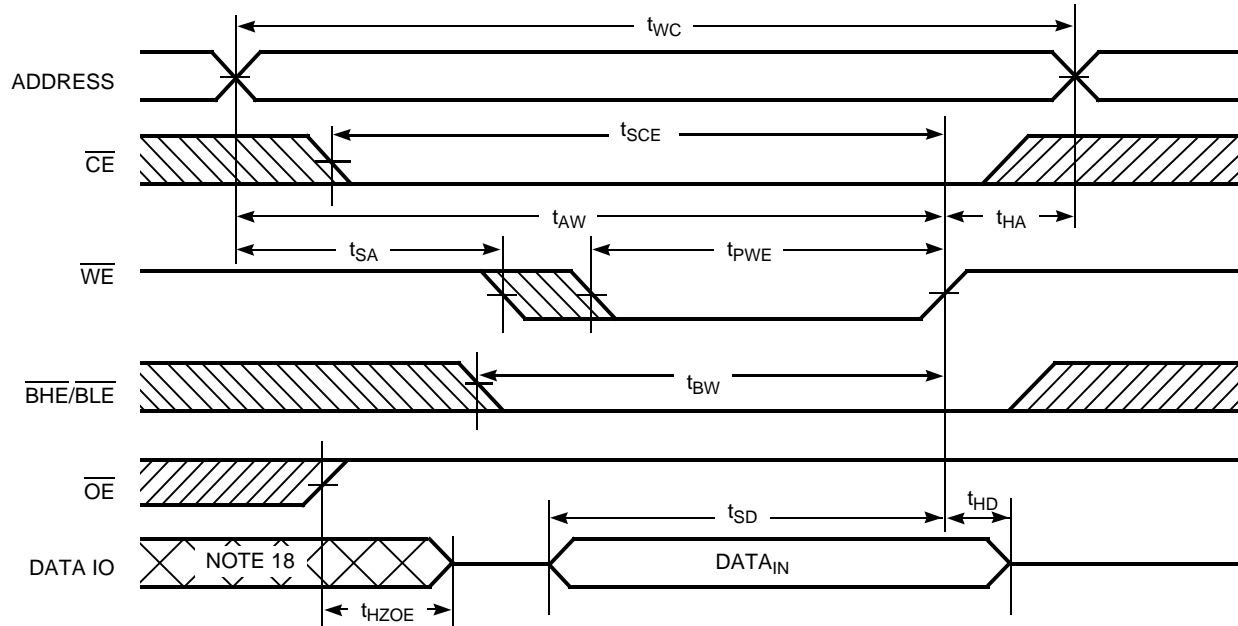 tWC
ADDRESS
tSCE
CE
tAW
tHA
tSA
tPWE
WE
BHE/BLE
tBW
OE
tSD
tHD
DATA IO
NOTE 18
DATAIN
tHZOE